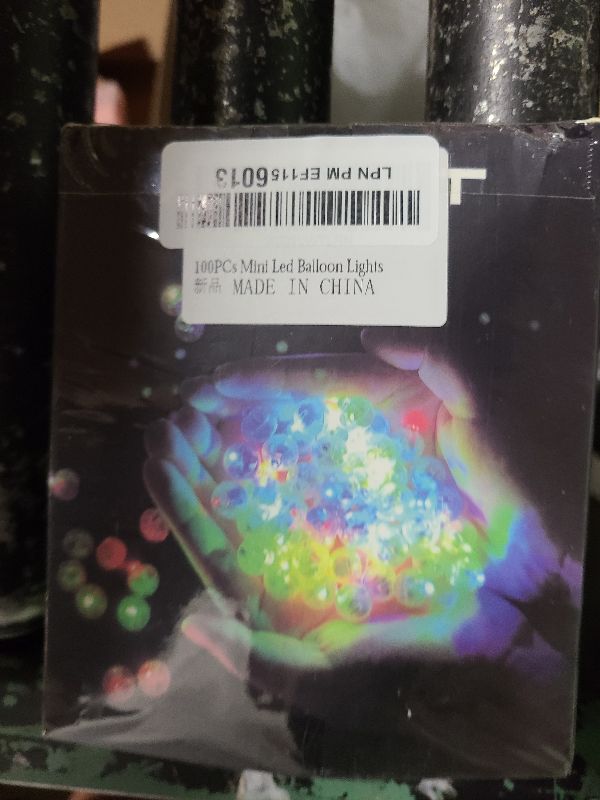 LPN PM EF1156013
100PCs Mini Led Balloon Lights
新品 MADE IN CHINA